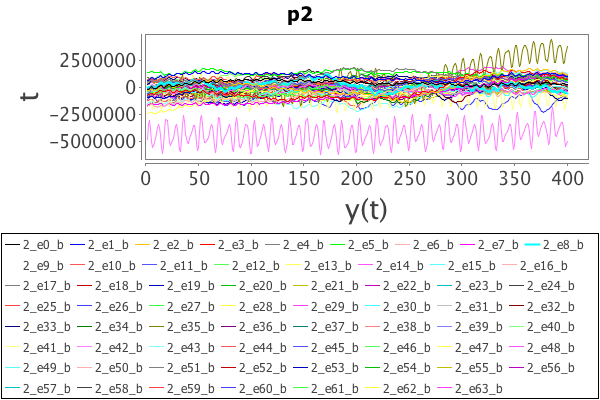 p2
t
2500000
0
−2500000
−5000000
0 50 100 150 200 250 300 350 400
y(t)
2_e0_b 2_e1_b 2_e2_b 2_e3_b 2_e4_b 2_e5_b 2_e6_b 2_e7_b 2_e8_b
2_e9_b 2_e10_b 2_e11_b 2_e12_b 2_e13_b 2_e14_b 2_e15_b 2_e16_b
2_e17_b 2_e18_b 2_e19_b 2_e20_b 2_e21_b 2_e22_b 2_e23_b 2_e24_b
2_e25_b 2_e26_b 2_e27_b 2_e28_b 2_e29_b 2_e30_b 2_e31_b 2_e32_b
2_e33_b 2_e34_b 2_e35_b 2_e36_b 2_e37_b 2_e38_b 2_e39_b 2_e40_b
2_e41_b 2_e42_b 2_e43_b 2_e44_b 2_e45_b 2_e46_b 2_e47_b 2_e48_b
2_e49_b 2_e50_b 2_e51_b 2_e52_b 2_e53_b 2_e54_b 2_e55_b 2_e56_b
2_e57_b 2_e58_b 2_e59_b 2_e60_b 2_e61_b 2_e62_b 2_e63_b